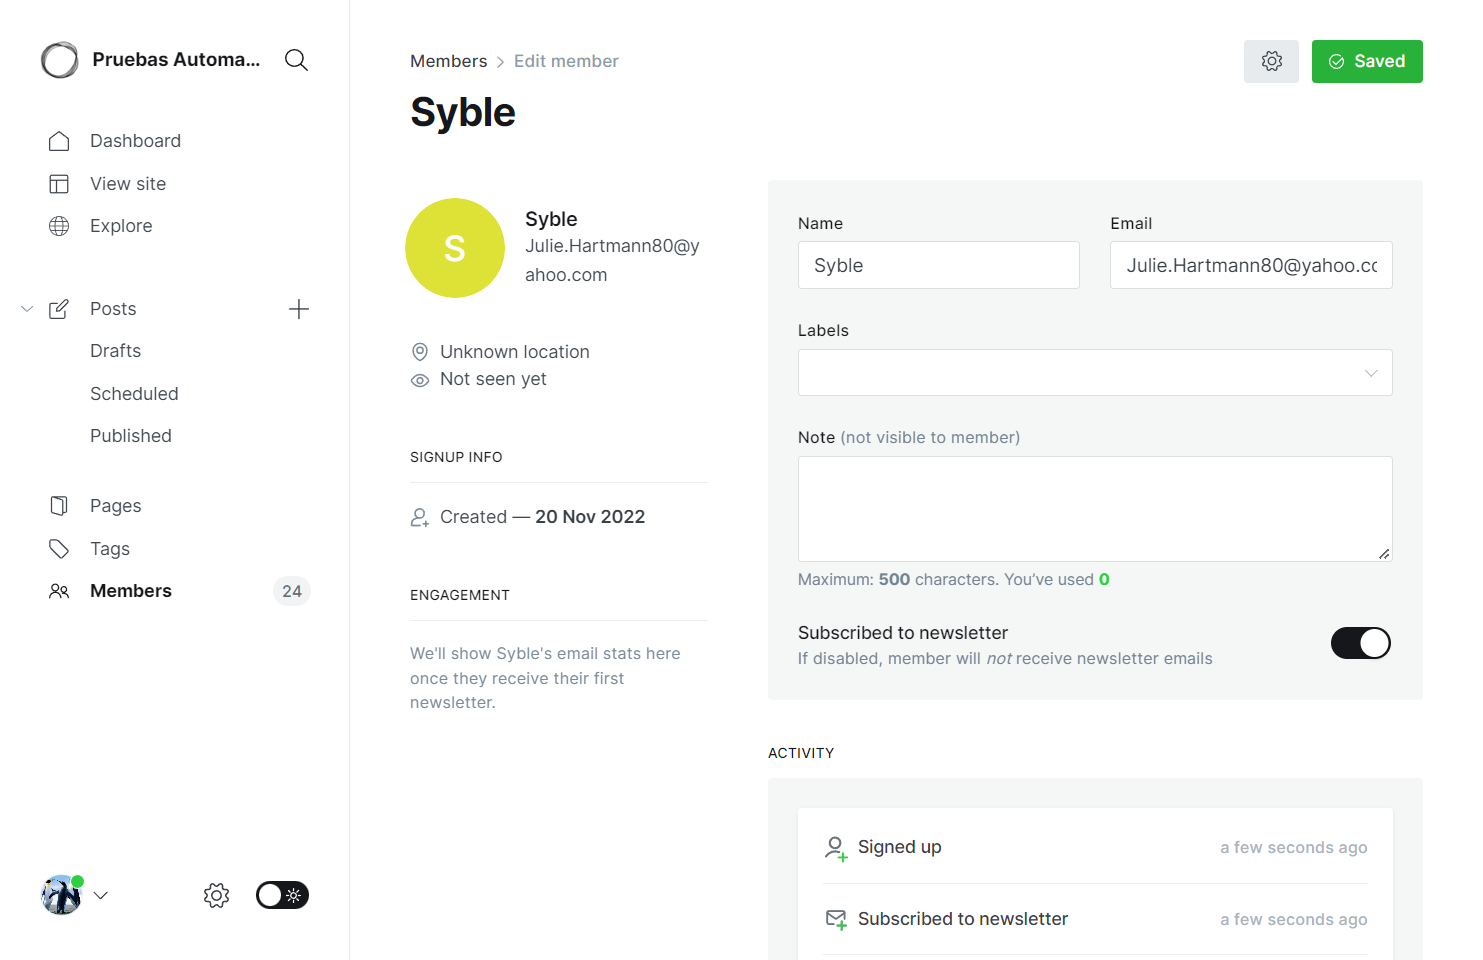 Pruebas Automa...
Dashboard
View site
Explore
Posts
Drafts
Scheduled
Published
Pages
Tags
Members
24
Members
Edit member
Saved
Syble
S
Syble
Julie.Hartmann80@y
ahoo.com
Unknown location
Not seen yet
SIGNUP INFO
Created — 20 Nov 2022
ENGAGEMENT
We'll show Syble's email stats here
once they receive their first
newsletter.
Name
Email
Syble
Julie.Hartmann80@yahoo.cc
Labels
Note (not visible to member)
Maximum: 500 characters. You’ve used 0
Subscribed to newsletter
If disabled, member will not receive newsletter emails
ACTIVITY
Signed up
a few seconds ago
Subscribed to newsletter
a few seconds ago